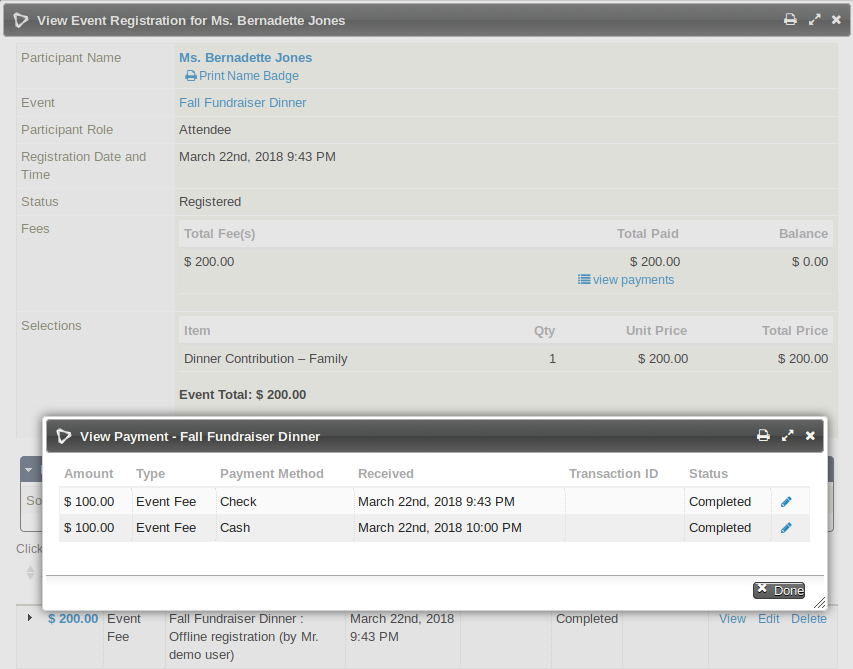 View Event Registration for Ms. Bernadette Jones
Participant Name
Ms. Bernadette Jones
Print Name Badge
Event
Fall Fundraiser Dinner
Participant Role
Attendee
Registration Date and
Time
March 22nd, 2018 9:43 PM
Status
Registered
Fees
Total Fee(s) Total Paid Balance
$ 200.00 $ 200.00 $ 0.00
view payments
Selections
Item Qty Unit Price Total Price
Dinner Contribution – Family 1 $ 200.00 $ 200.00
Event Total: $ 200.00
View Payment - Fall Fundraiser Dinner
Amount Type Payment Method Received Transaction ID Status
$ 100.00 Event Fee Check March 22nd, 2018 9:43 PM Completed
$ 100.00 Event Fee Cash March 22nd, 2018 10:00 PM Completed
Done
So
Click
$ 200.00 Event Fall Fundraiser Dinner : March 22nd, 2018 Completed View Edit Delete
Fee Offline registration (by Mr. 9:43 PM
demo user)